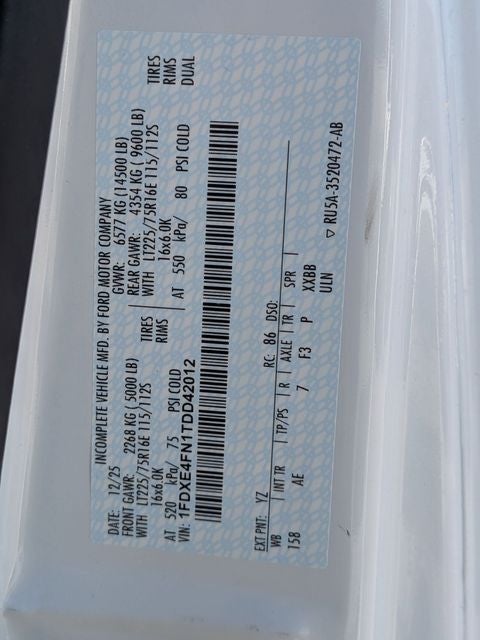 INCOMPLETE VEHICLE MFD. BY FORD MOTOR COMPANY
DATE: 12/25 GVWR: 6577 KG (14500 LB)
FRONT GAWR: 2268 KG (5000 LB) REAR GAWR: 4354 KG (9600 LB)
WITH LT225/75R16E 115/112S TIRES WITH LT225/75R16E 115/112S TIRES
16x6.0K RIMS 16x6.0K RIMS
AT 520 kPa/ 75 PSI COLD AT 550 kPa/ 80 PSI COLD DUAL
VIN: 1FDXE4FN1TDD42012
EXT PNT: YZ RC: 86 DSO:
WB INT TR TP/PS R AXLE TR SPR
158 AE 7 F3 P XXBB
ULN
▽ RU5A-3520472-AB